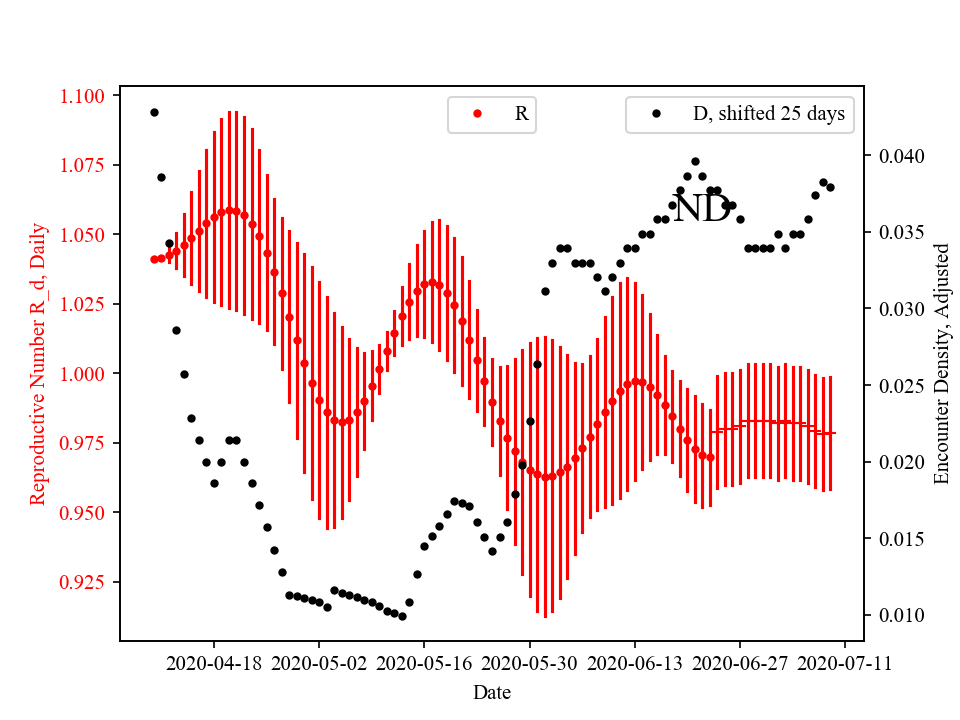 R
D, shifted 25 days
ND
Reproductive Number R_d, Daily
1.100
1.075
1.050
1.025
1.000
0.975
0.950
0.925
0.040
0.035
0.030
0.025
0.020
0.015
0.010
Encounter Density, Adjusted
2020-04-18 2020-05-02 2020-05-16 2020-05-30 2020-06-13 2020-06-27 2020-07-11
Date